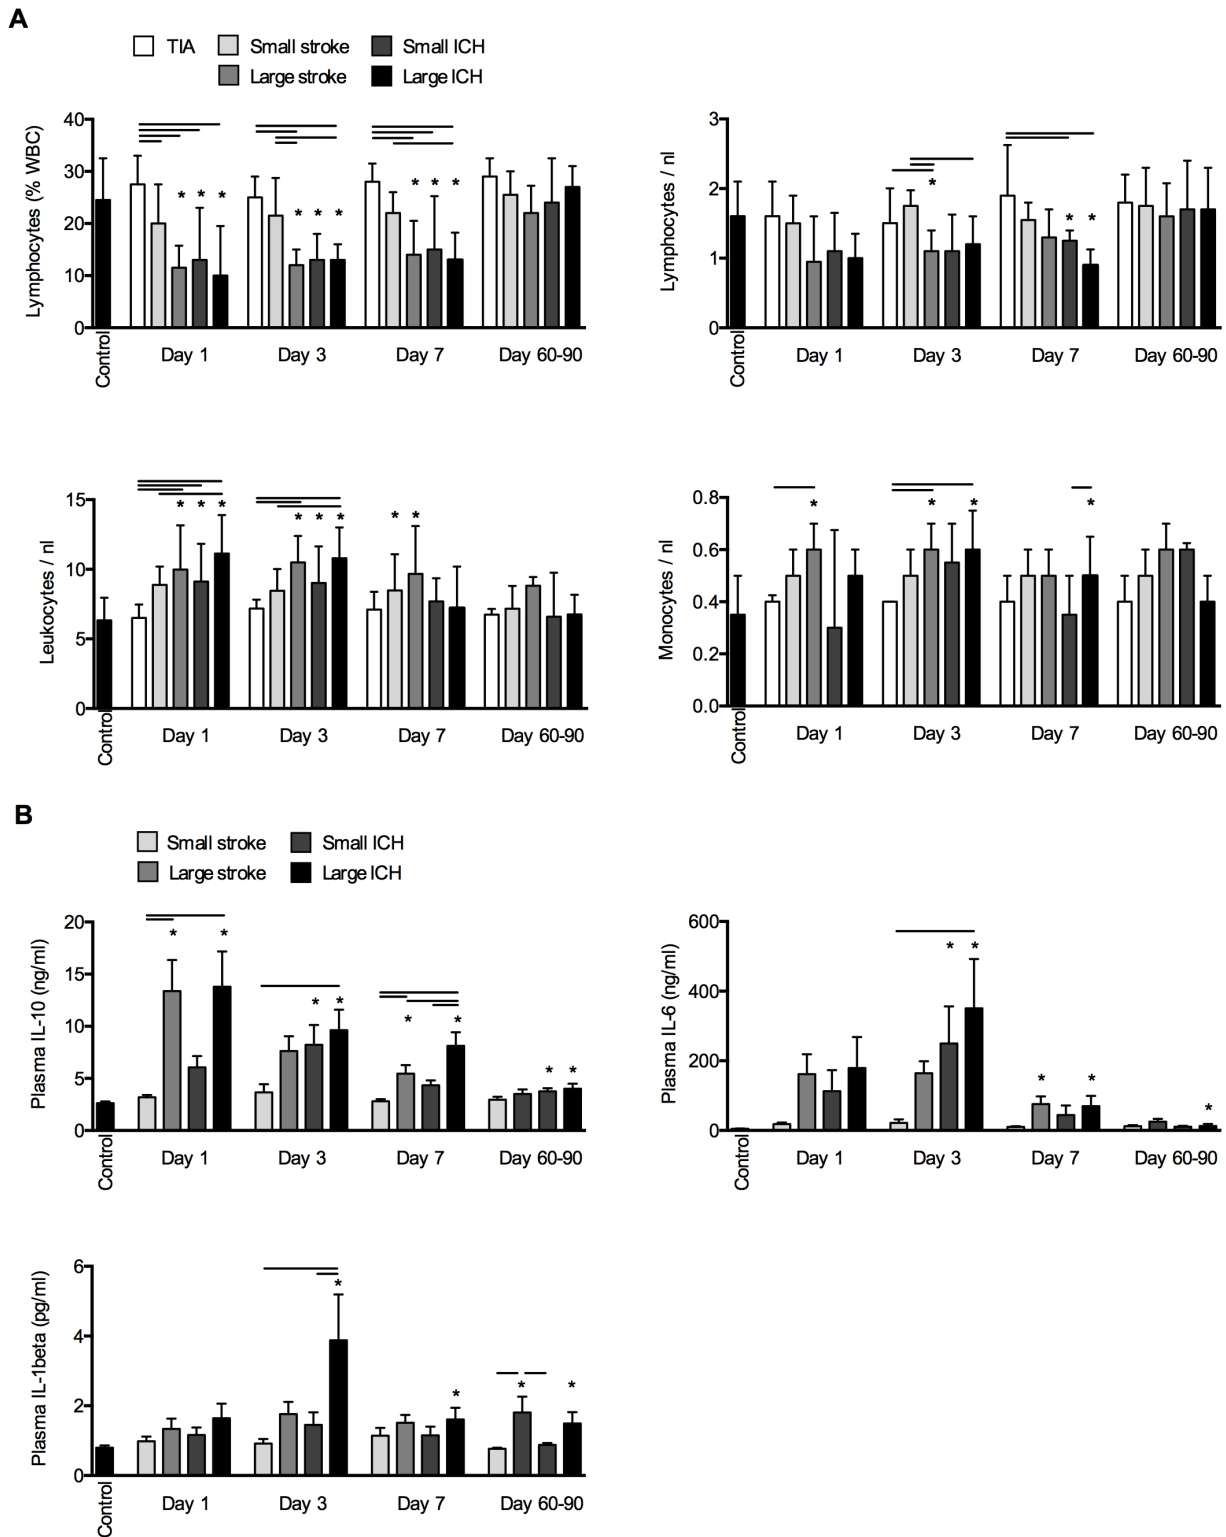 A
TIA
Small stroke
Small ICH
Large stroke
Large ICH
Lymphocytes (% WBC)
40
30
20
10
0
* * *
* * *
* * *
Control
Day 1
Day 3
Day 7
Day 60-90
Lymphocytes / nl
3
2
1
0
*
* *
Control
Day 1
Day 3
Day 7
Day 60-90
Leukocytes / nl
15
10
5
0
* * *
* * *
* *
Control
Day 1
Day 3
Day 7
Day 60-90
Monocytes / nl
0.8
0.6
0.4
0.2
0.0
*
* *
*
Control
Day 1
Day 3
Day 7
Day 60-90
B
Small stroke
Small ICH
Large stroke
Large ICH
Plasma IL-10 (ng/ml)
20
15
10
5
0
* *
* *
* *
* *
Control
Day 1
Day 3
Day 7
Day 60-90
Plasma IL-6 (ng/ml)
600
400
200
0
* *
* *
*
Control
Day 1
Day 3
Day 7
Day 60-90
Plasma IL-1beta (pg/ml)
6
4
2
0
*
*
* *
Control
Day 1
Day 3
Day 7
Day 60-90